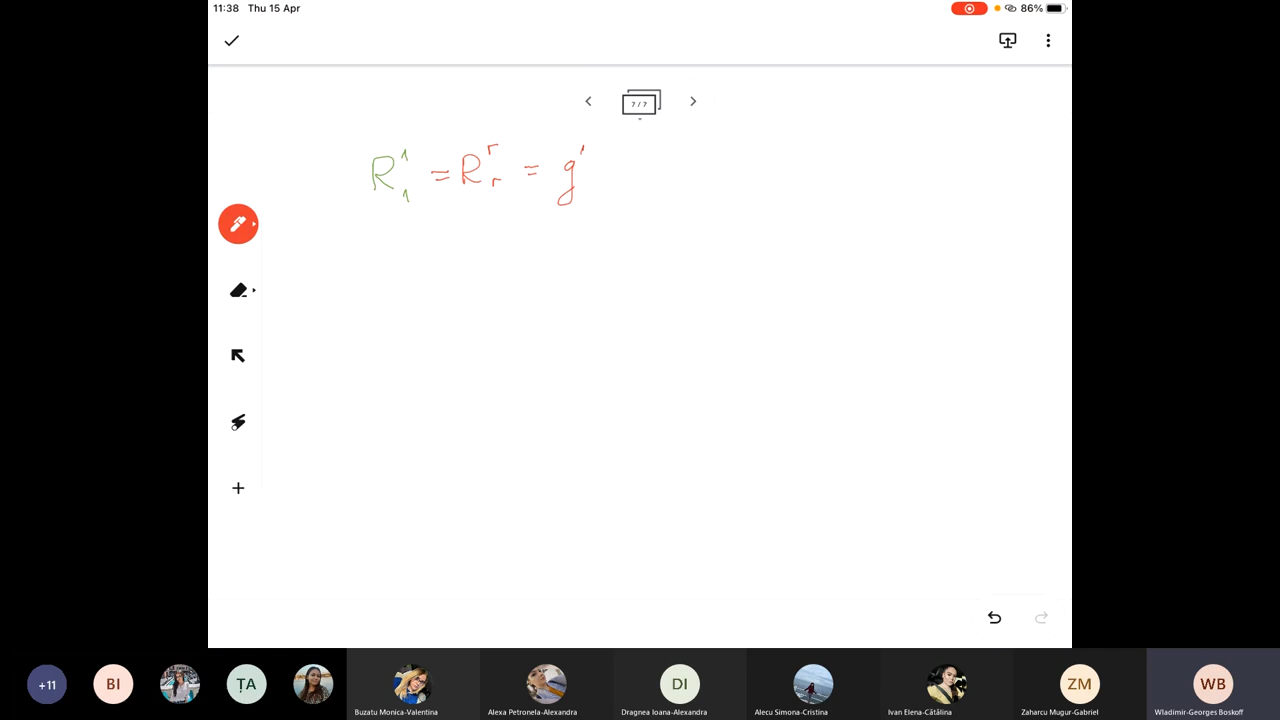 11:38 Thu 15 Apr 86%
7 / 7
R¹₁ = Rʳᵣ = g'
+11 BI ȚA DI ZM WB
Buzatu Monica-Valentina Alexa Petronela-Alexandra Dragnea Ioana-Alexandra Alecu Simona-Cristina Ivan Elena-Cătălina Zaharcu Mugur-Gabriel Wladimir-Georges Boskoff